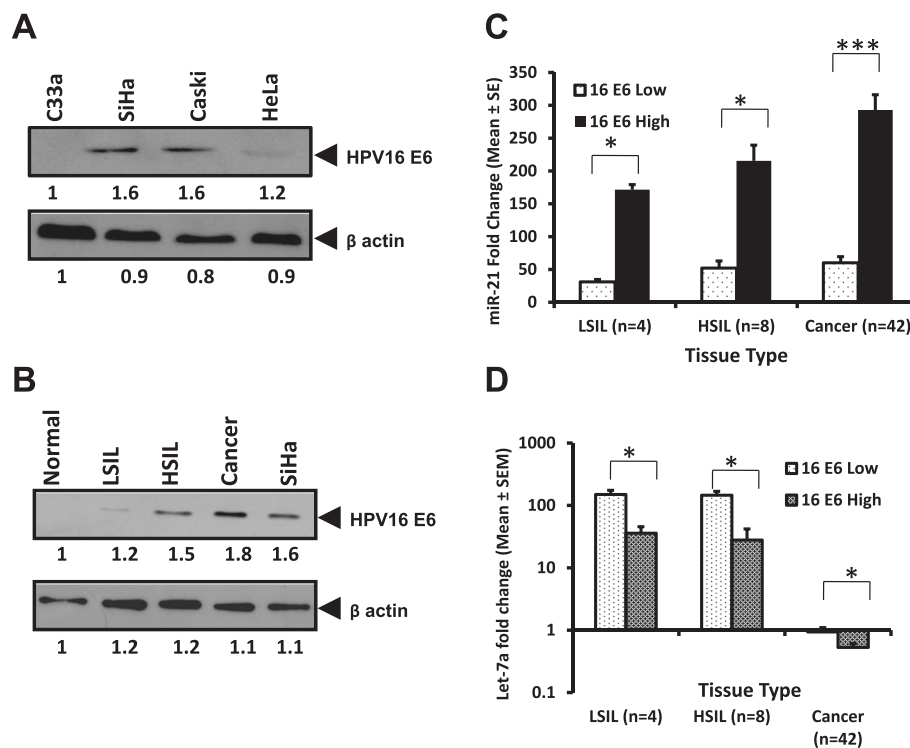 A
C33a
SiHa
Caski
HeLa
HPV16 E6
1 1.6 1.6 1.2
β actin
1 0.9 0.8 0.9
B
Normal
LSIL
HSIL
Cancer
SiHa
HPV16 E6
1 1.2 1.5 1.8 1.6
β actin
1 1.2 1.2 1.1 1.1
C
miR-21 Fold Change (Mean ± SE)
350
300
250
200
150
100
50
0
16 E6 Low
16 E6 High
*
*
***
LSIL (n=4)
HSIL (n=8)
Cancer (n=42)
Tissue Type
D
Let-7a fold change (Mean ± SEM)
1000
100
10
1
0.1
16 E6 Low
16 E6 High
*
*
*
Tissue Type
LSIL (n=4)
HSIL (n=8)
Cancer
(n=42)